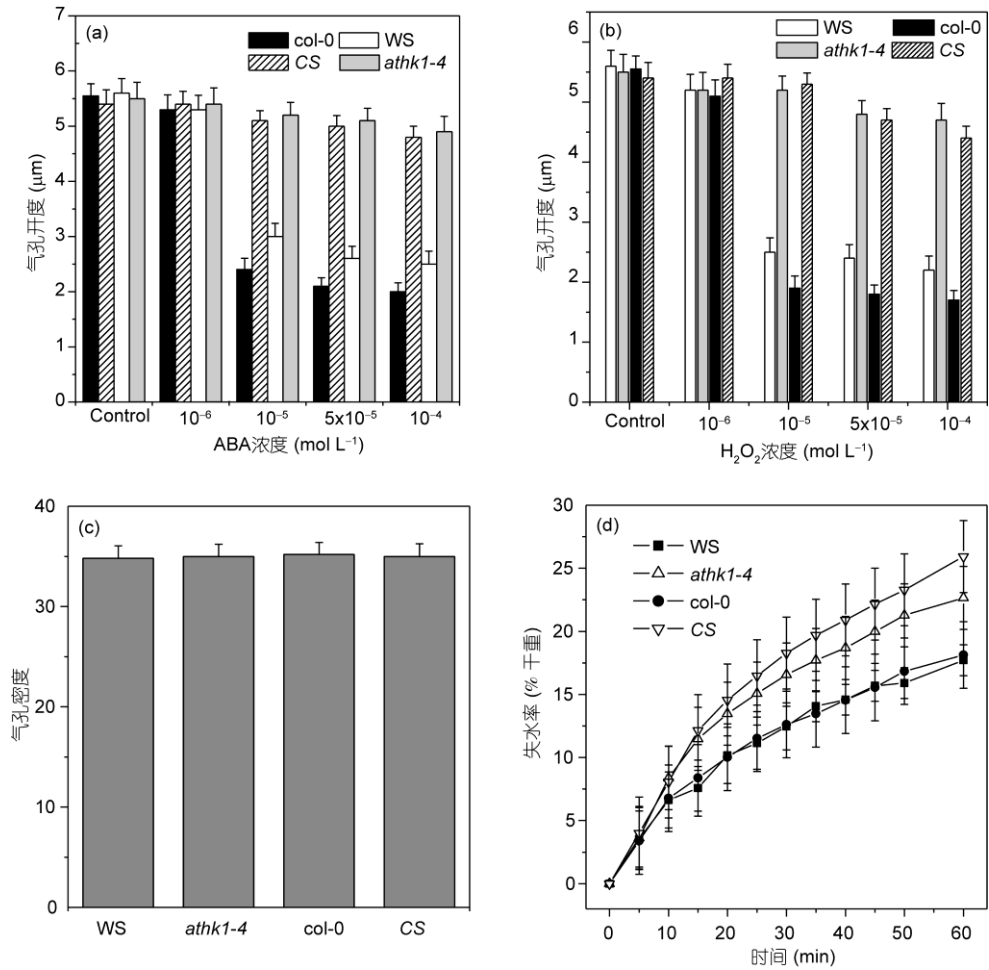 (a)
col-0 WS
CS athk1-4
气孔开度 (μm)
7
6
5
4
3
2
1
0
Control 10⁻⁶ 10⁻⁵ 5x10⁻⁵ 10⁻⁴
ABA浓度 (mol L⁻¹)
(b)
WS col-0
athk1-4 CS
气孔开度 (μm)
6
5
4
3
2
1
0
Control 10⁻⁶ 10⁻⁵ 5x10⁻⁵ 10⁻⁴
H₂O₂浓度 (mol L⁻¹)
(c)
气孔密度
40
30
20
10
0
WS athk1-4 col-0 CS
(d)
WS
athk1-4
col-0
CS
失水率 (% 干重)
30
25
20
15
10
5
0
0 10 20 30 40 50 60
时间 (min)